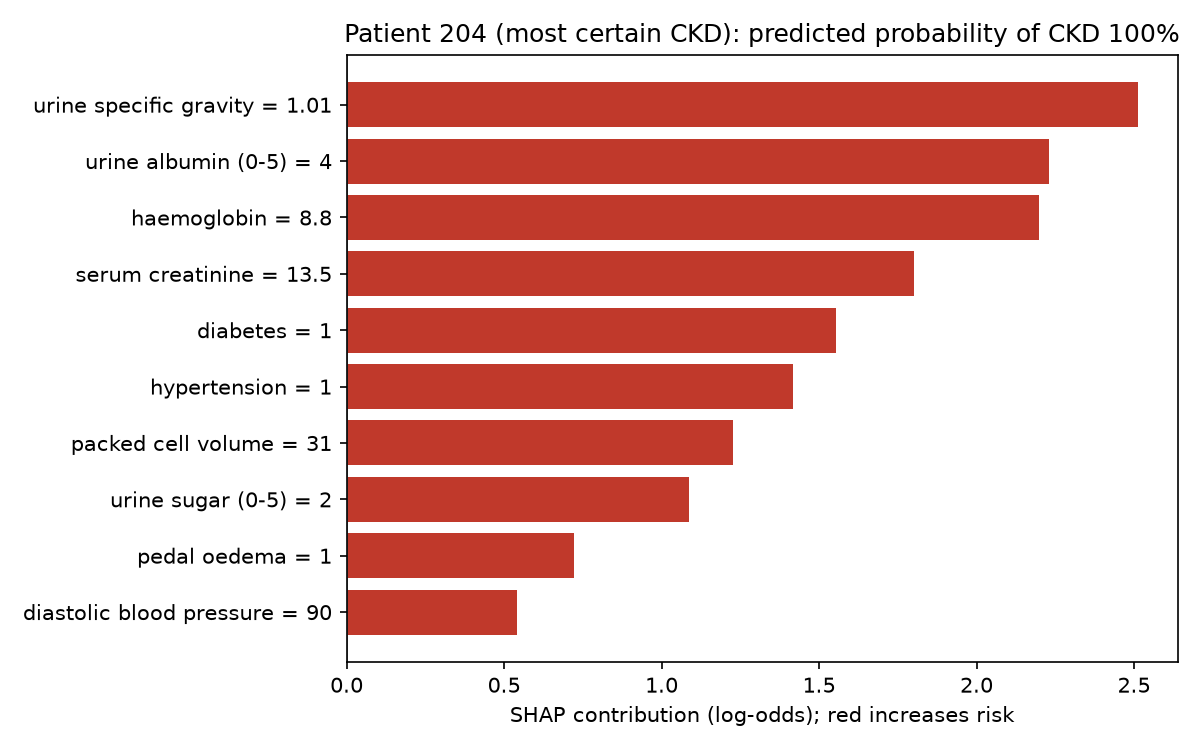 Patient 204 (most certain CKD): predicted probability of CKD 100%
urine specific gravity = 1.01
urine albumin (0-5) = 4
haemoglobin = 8.8
serum creatinine = 13.5
diabetes = 1
hypertension = 1
packed cell volume = 31
urine sugar (0-5) = 2
pedal oedema = 1
diastolic blood pressure = 90
0.0 0.5 1.0 1.5 2.0 2.5
SHAP contribution (log-odds); red increases risk